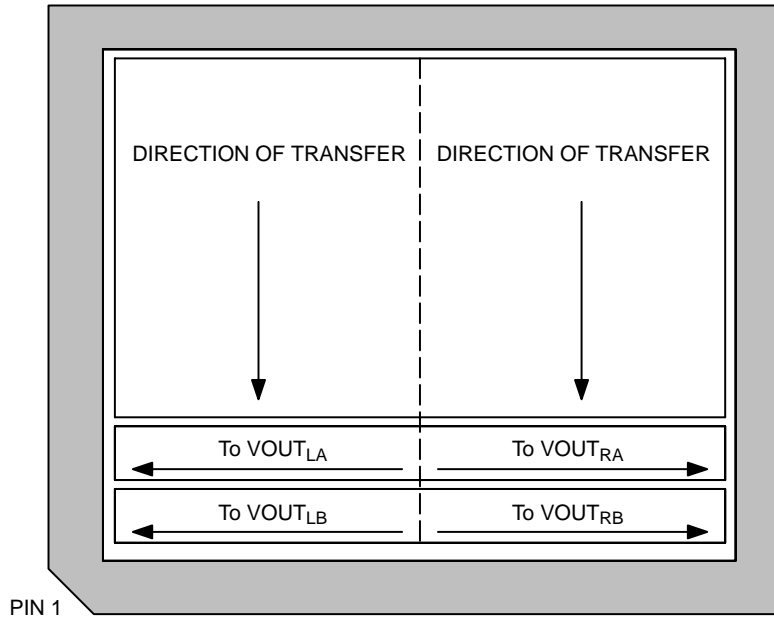 DIRECTION OF TRANSFER
DIRECTION OF TRANSFER
To VOUTLA
To VOUTRA
To VOUTLB
To VOUTRB
PIN 1